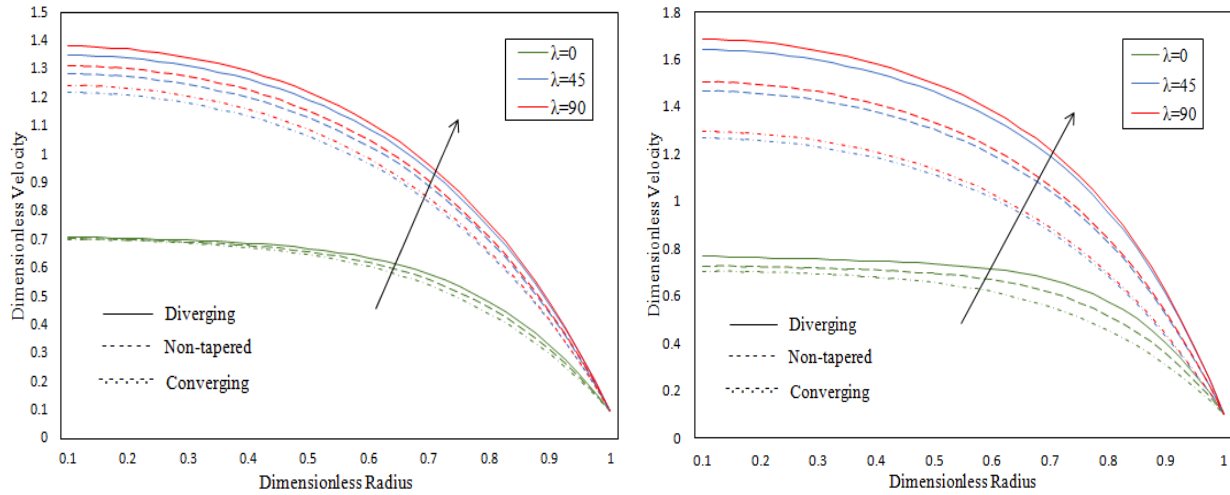 1.5
1.4
1.3
1.2
1.1
1
0.9
0.8
0.7
0.6
0.5
0.4
0.3
0.2
0.1
0
Dimensionless Velocity
λ=0
λ=45
λ=90
Diverging
Non-tapered
Converging
0.1 0.2 0.3 0.4 0.5 0.6 0.7 0.8 0.9 1
Dimensionless Radius
1.8
1.6
1.4
1.2
1
0.8
0.6
0.4
0.2
0
Dimensionless Velocity
λ=0
λ=45
λ=90
Diverging
Non-tapered
Converging
0.1 0.2 0.3 0.4 0.5 0.6 0.7 0.8 0.9 1
Dimensionless Radius